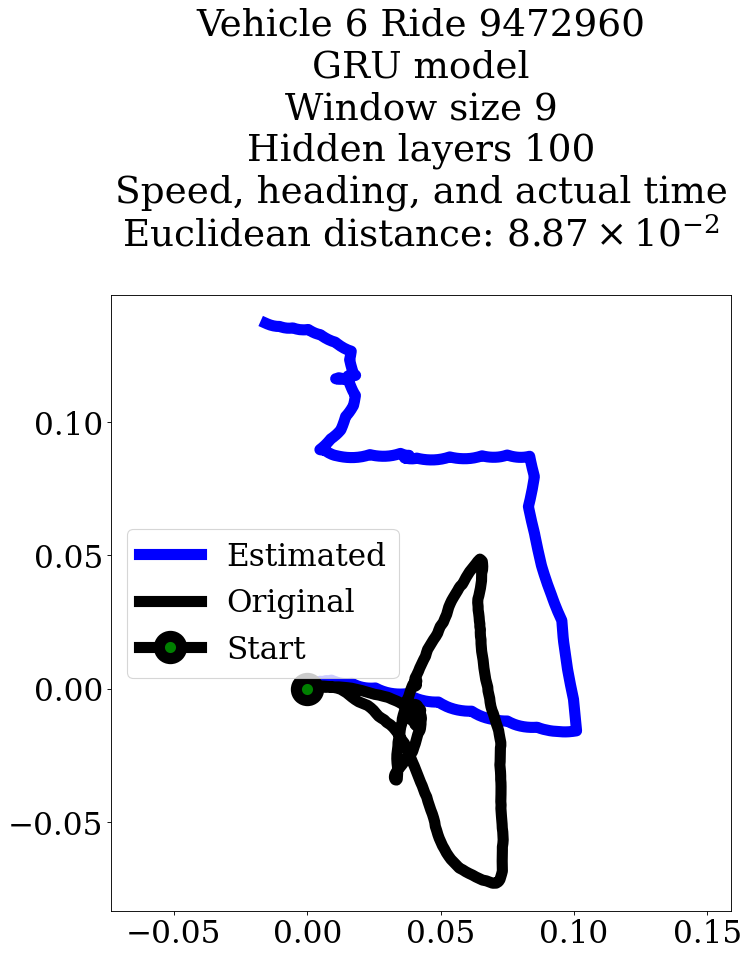 Vehicle 6 Ride 9472960
GRU model
Window size 9
Hidden layers 100
Speed, heading, and actual time
Euclidean distance: 8.87 × 10⁻²
0.10
0.05
0.00
−0.05
Estimated
Original
Start
−0.05 0.00 0.05 0.10 0.15